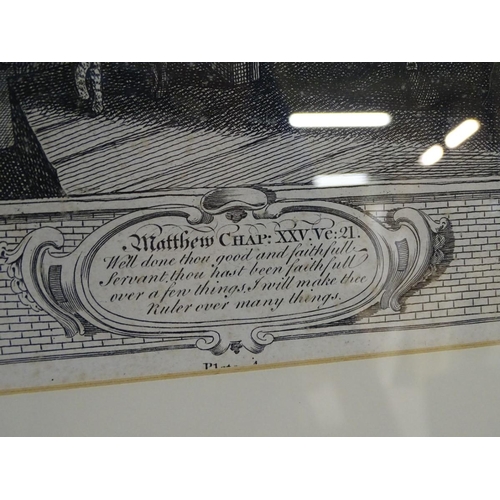 Matthew CHAP: XXV. Ve: 21.
Well done thou good and faithfull
Servant thou hast been faithfull
over a few things, I will make thee
Ruler over many things.